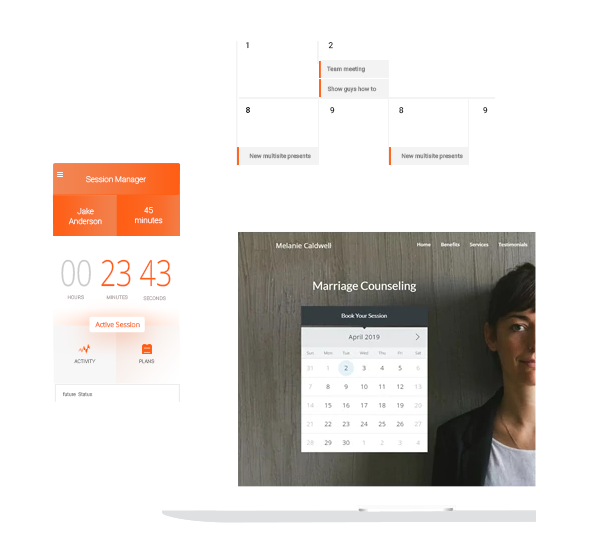 1 2
Team meeting
Show guys how to
8 9 8 9
New multisite presents New multisite presents
Session Manager
Jake Anderson
45 minutes
00 23 43
HOURS MINUTES SECONDS
Active Session
ACTIVITY PLANS
future Status
Melanie Caldwell Home Benefits Services Testimonials
Marriage Counseling
Book Your Session
April 2019
Sun Mon Tue Wed Thu Fri Sat
31 1 2 3 4 5 6
7 8 9 10 11 12 13
14 15 16 17 18 19 20
21 22 23 24 25 26 27
28 29 30 1 2 3 4